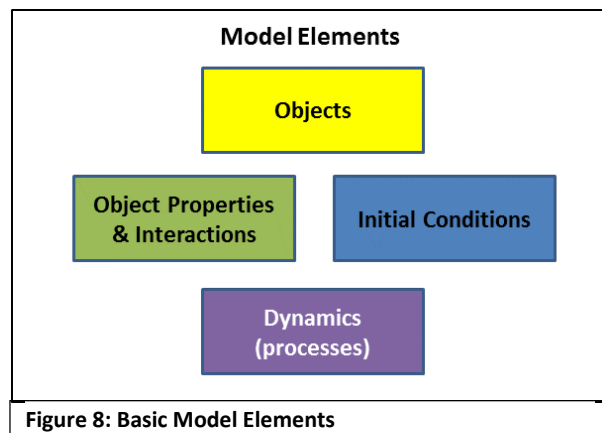 Model Elements
Objects
Object Properties
& Interactions
Initial Conditions
Dynamics
(processes)
Figure 8: Basic Model Elements